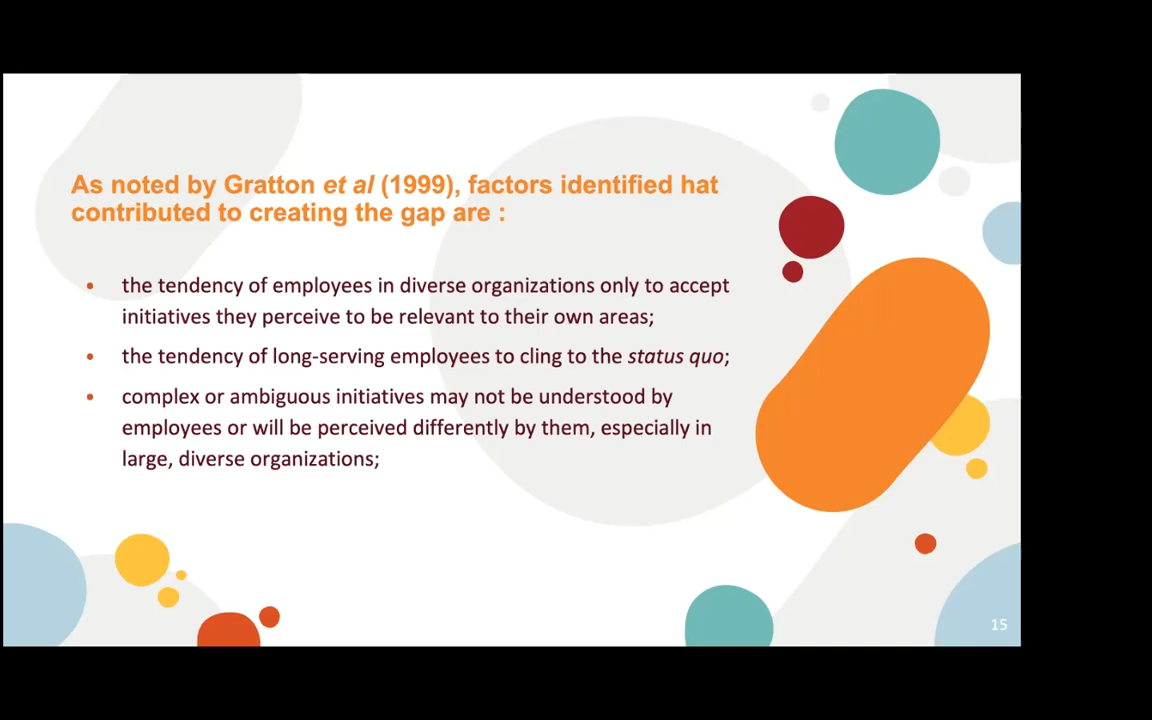 As noted by Gratton et al (1999), factors identified hat
contributed to creating the gap are :
• the tendency of employees in diverse organizations only to accept
initiatives they perceive to be relevant to their own areas;
• the tendency of long-serving employees to cling to the status quo;
• complex or ambiguous initiatives may not be understood by
employees or will be perceived differently by them, especially in
large, diverse organizations;
15